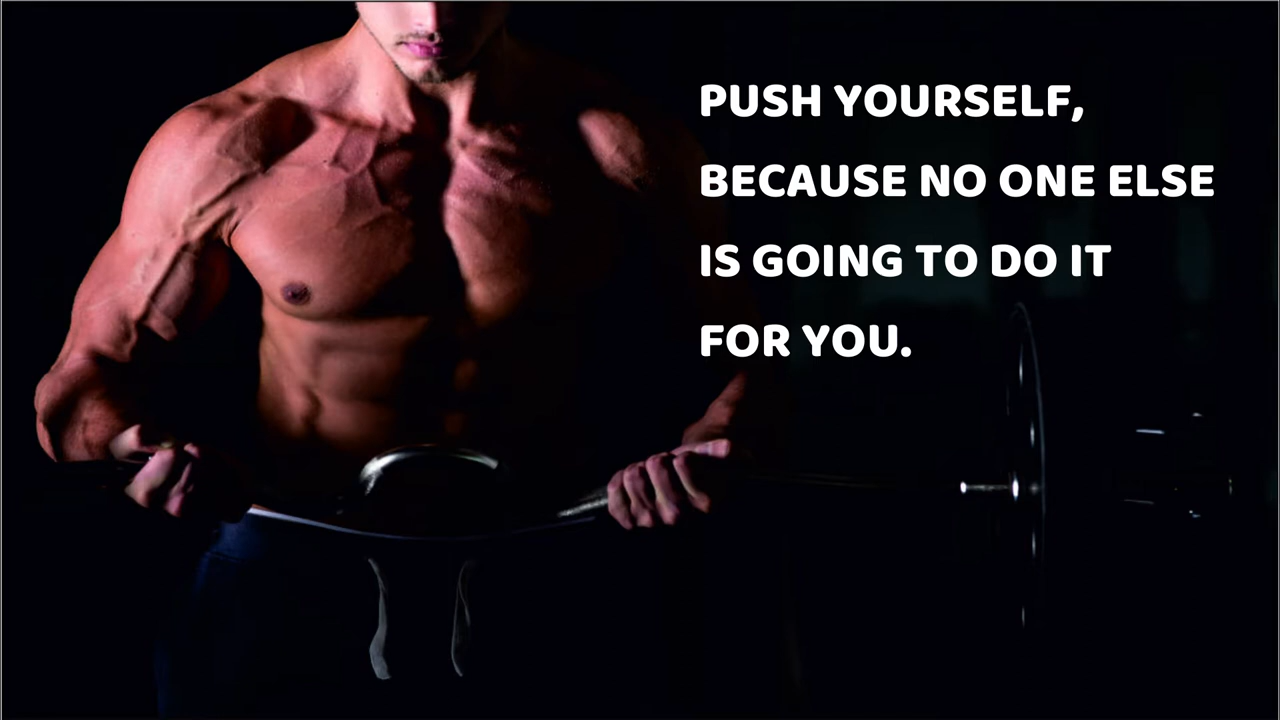 PUSH YOURSELF,
BECAUSE NO ONE ELSE
IS GOING TO DO IT
FOR YOU.